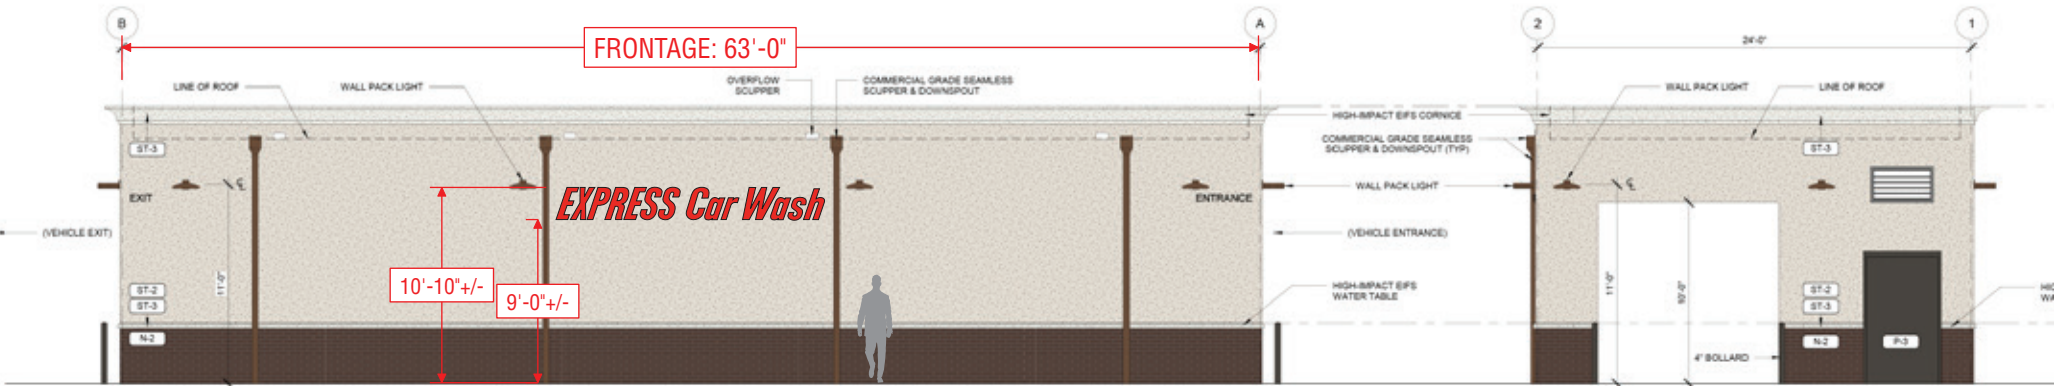 B
A
2
1
FRONTAGE: 63'-0"
24'-0"
LINE OF ROOF
WALL PACK LIGHT
OVERFLOW
SCUPPER
COMMERCIAL GRADE SEAMLESS
SCUPPER & DOWNSPOUT
WALL PACK LIGHT
LINE OF ROOF
HIGH-IMPACT EIFS CORNICE
COMMERCIAL GRADE SEAMLESS
SCUPPER & DOWNSPOUT (TYP)
ST-3
ST-3
EXIT
EXPRESS Car Wash
ENTRANCE
WALL PACK LIGHT
(VEHICLE EXIT)
(VEHICLE ENTRANCE)
11'-0"
10'-10"+/-
9'-0"+/-
11'-0"
10'-0"
ST-2
ST-3
HIGH-IMPACT EIFS
WATER TABLE
ST-2
ST-3
N-2
N-2
P-3
4" BOLLARD